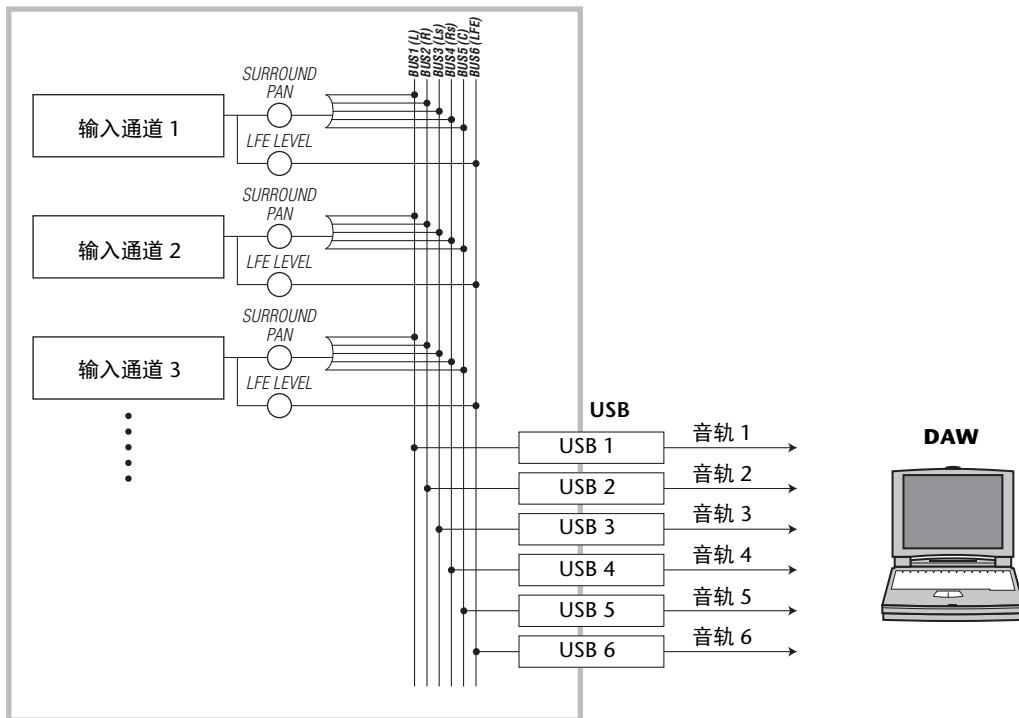 BUS1 (L)
BUS2 (R)
BUS3 (Ls)
BUS4 (Rs)
BUS5 (C)
BUS6 (LFE)
SURROUND
PAN
输入通道 1
LFE LEVEL
SURROUND
PAN
输入通道 2
LFE LEVEL
SURROUND
PAN
输入通道 3
LFE LEVEL
USB
USB 1
音轨 1
USB 2
音轨 2
USB 3
音轨 3
USB 4
音轨 4
USB 5
音轨 5
USB 6
音轨 6
DAW